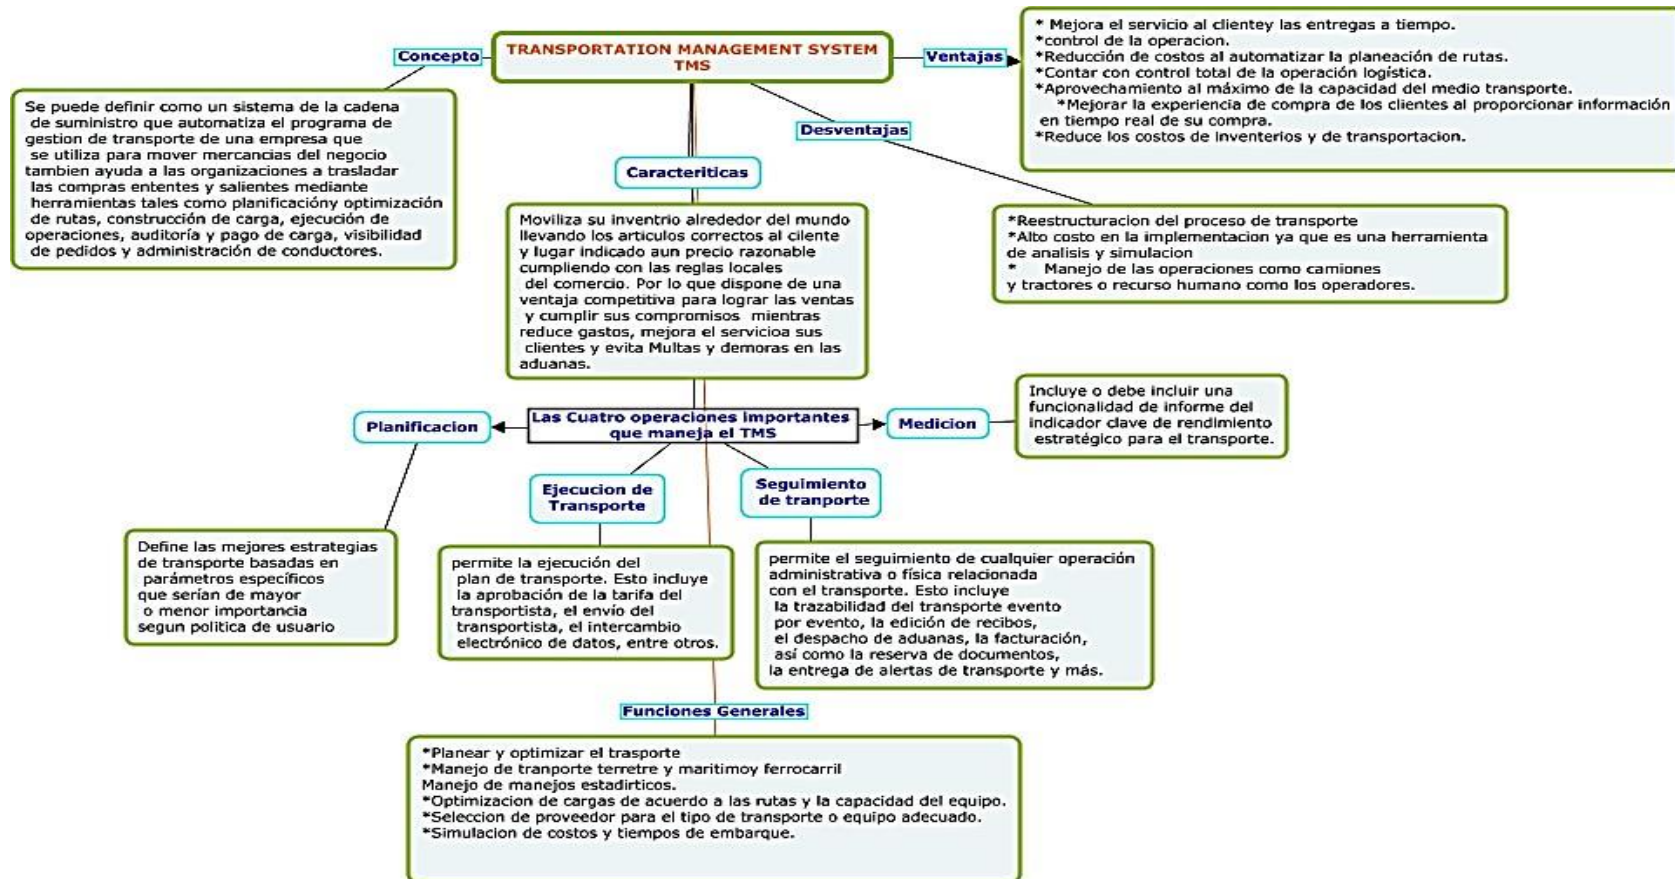 TRANSPORTATION MANAGEMENT SYSTEM
TMS
Concepto
Se puede definir como un sistema de la cadena
de suministro que automatiza el programa de
gestion de transporte de una empresa que
se utiliza para mover mercancias del negocio
tambien ayuda a las organizaciones a trasladar
las compras ententes y salientes mediante
herramientas tales como planificacióny optimización
de rutas, construcción de carga, ejecución de
operaciones, auditoría y pago de carga, visibilidad
de pedidos y administración de conductores.
Ventajas
* Mejora el servicio al clientey las entregas a tiempo.
*control de la operacion.
*Reducción de costos al automatizar la planeación de rutas.
*Contar con control total de la operación logística.
*Aprovechamiento al máximo de la capacidad del medio transporte.
*Mejorar la experiencia de compra de los clientes al proporcionar información
en tiempo real de su compra.
*Reduce los costos de inventerios y de transportacion.
Desventajas
*Reestructuracion del proceso de transporte
*Alto costo en la implementacion ya que es una herramienta
de analisis y simulacion
* Manejo de las operaciones como camiones
y tractores o recurso humano como los operadores.
Caracteriticas
Moviliza su inventrio alrededor del mundo
llevando los articulos correctos al cilente
y lugar indicado aun precio razonable
cumpliendo con las reglas locales
del comercio. Por lo que dispone de una
ventaja competitiva para lograr las ventas
y cumplir sus compromisos mientras
reduce gastos, mejora el servicioa sus
clientes y evita Multas y demoras en las
aduanas.
Las Cuatro operaciones importantes
que maneja el TMS
Planificacion
Define las mejores estrategias
de transporte basadas en
parámetros específicos
que serían de mayor
o menor importancia
segun politica de usuario
Ejecucion de
Transporte
permite la ejecución del
plan de transporte. Esto incluye
la aprobación de la tarifa del
transportista, el envío del
transportista, el intercambio
electrónico de datos, entre otros.
Seguimiento
de tranporte
permite el seguimiento de cualquier operación
administrativa o física relacionada
con el transporte. Esto incluye
la trazabilidad del transporte evento
por evento, la edición de recibos,
el despacho de aduanas, la facturación,
así como la reserva de documentos,
la entrega de alertas de transporte y más.
Medicion
Incluye o debe incluir una
funcionalidad de informe del
indicador clave de rendimiento
estratégico para el transporte.
Funciones Generales
*Planear y optimizar el trasporte
*Manejo de tranporte terretre y maritimoy ferrocarril
Manejo de manejos estadirticos.
*Optimizacion de cargas de acuerdo a las rutas y la capacidad del equipo.
*Seleccion de proveedor para el tipo de transporte o equipo adecuado.
*Simulacion de costos y tiempos de embarque.